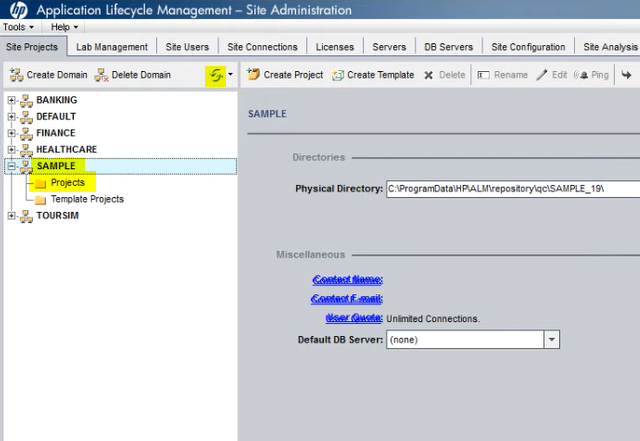 hp Application Lifecycle Management - Site Administration
Tools Help
Site Projects Lab Management Site Users Site Connections Licenses Servers DB Servers Site Configuration Site Analysis
Create Domain Delete Domain Create Project Create Template Delete Rename Edit Ping
BANKING
DEFAULT
FINANCE
HEALTHCARE
SAMPLE
Projects
Template Projects
TOURSIM
SAMPLE
Directories
Physical Directory: C:\ProgramData\HP\ALM\repository\qc\SAMPLE_19\
Miscellaneous
Contact Name:
Contact E-mail:
User Quota: Unlimited Connections.
Default DB Server: (none)